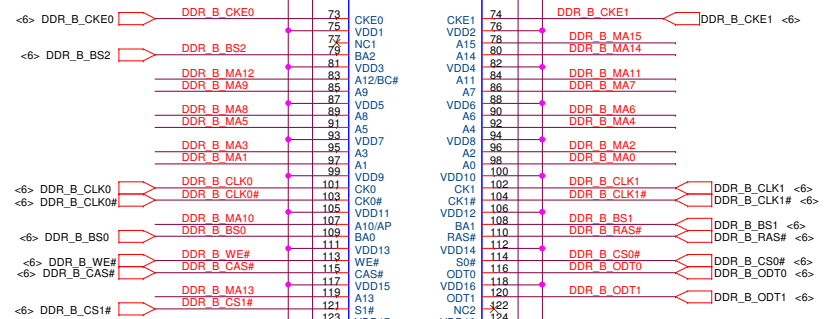 <6> DDR_B_CKE0 DDR_B_CKE0 73 CKE0 CKE1 74 DDR_B_CKE1 DDR_B_CKE1 <6>
75 VDD1 VDD2 76
77 NC1 A15 78 DDR_B_MA15
<6> DDR_B_BS2 DDR_B_BS2 79 BA2 A14 80 DDR_B_MA14
81 VDD3 VDD4 82
DDR_B_MA12 83 A12/BC# A11 84 DDR_B_MA11
DDR_B_MA9 85 A9 A7 86 DDR_B_MA7
87 VDD5 VDD6 88
DDR_B_MA8 89 A8 A6 90 DDR_B_MA6
DDR_B_MA5 91 A5 A4 92 DDR_B_MA4
93 VDD7 VDD8 94
DDR_B_MA3 95 A3 A2 96 DDR_B_MA2
DDR_B_MA1 97 A1 A0 98 DDR_B_MA0
99 VDD9 VDD10 100
<6> DDR_B_CLK0 DDR_B_CLK0 101 CK0 CK1 102 DDR_B_CLK1 DDR_B_CLK1 <6>
<6> DDR_B_CLK0# DDR_B_CLK0# 103 CK0# CK1# 104 DDR_B_CLK1# DDR_B_CLK1# <6>
105 VDD11 VDD12 106
DDR_B_MA10 107 A10/AP BA1 108 DDR_B_BS1 DDR_B_BS1 <6>
<6> DDR_B_BS0 DDR_B_BS0 109 BA0 RAS# 110 DDR_B_RAS# DDR_B_RAS# <6>
111 VDD13 VDD14 112
<6> DDR_B_WE# DDR_B_WE# 113 WE# S0# 114 DDR_B_CS0# DDR_B_CS0# <6>
<6> DDR_B_CAS# DDR_B_CAS# 115 CAS# ODT0 116 DDR_B_ODT0 DDR_B_ODT0 <6>
117 VDD15 VDD16 118
DDR_B_MA13 119 A13 ODT1 120 DDR_B_ODT1 DDR_B_ODT1 <6>
<6> DDR_B_CS1# DDR_B_CS1# 121 S1# NC2 122
123 124